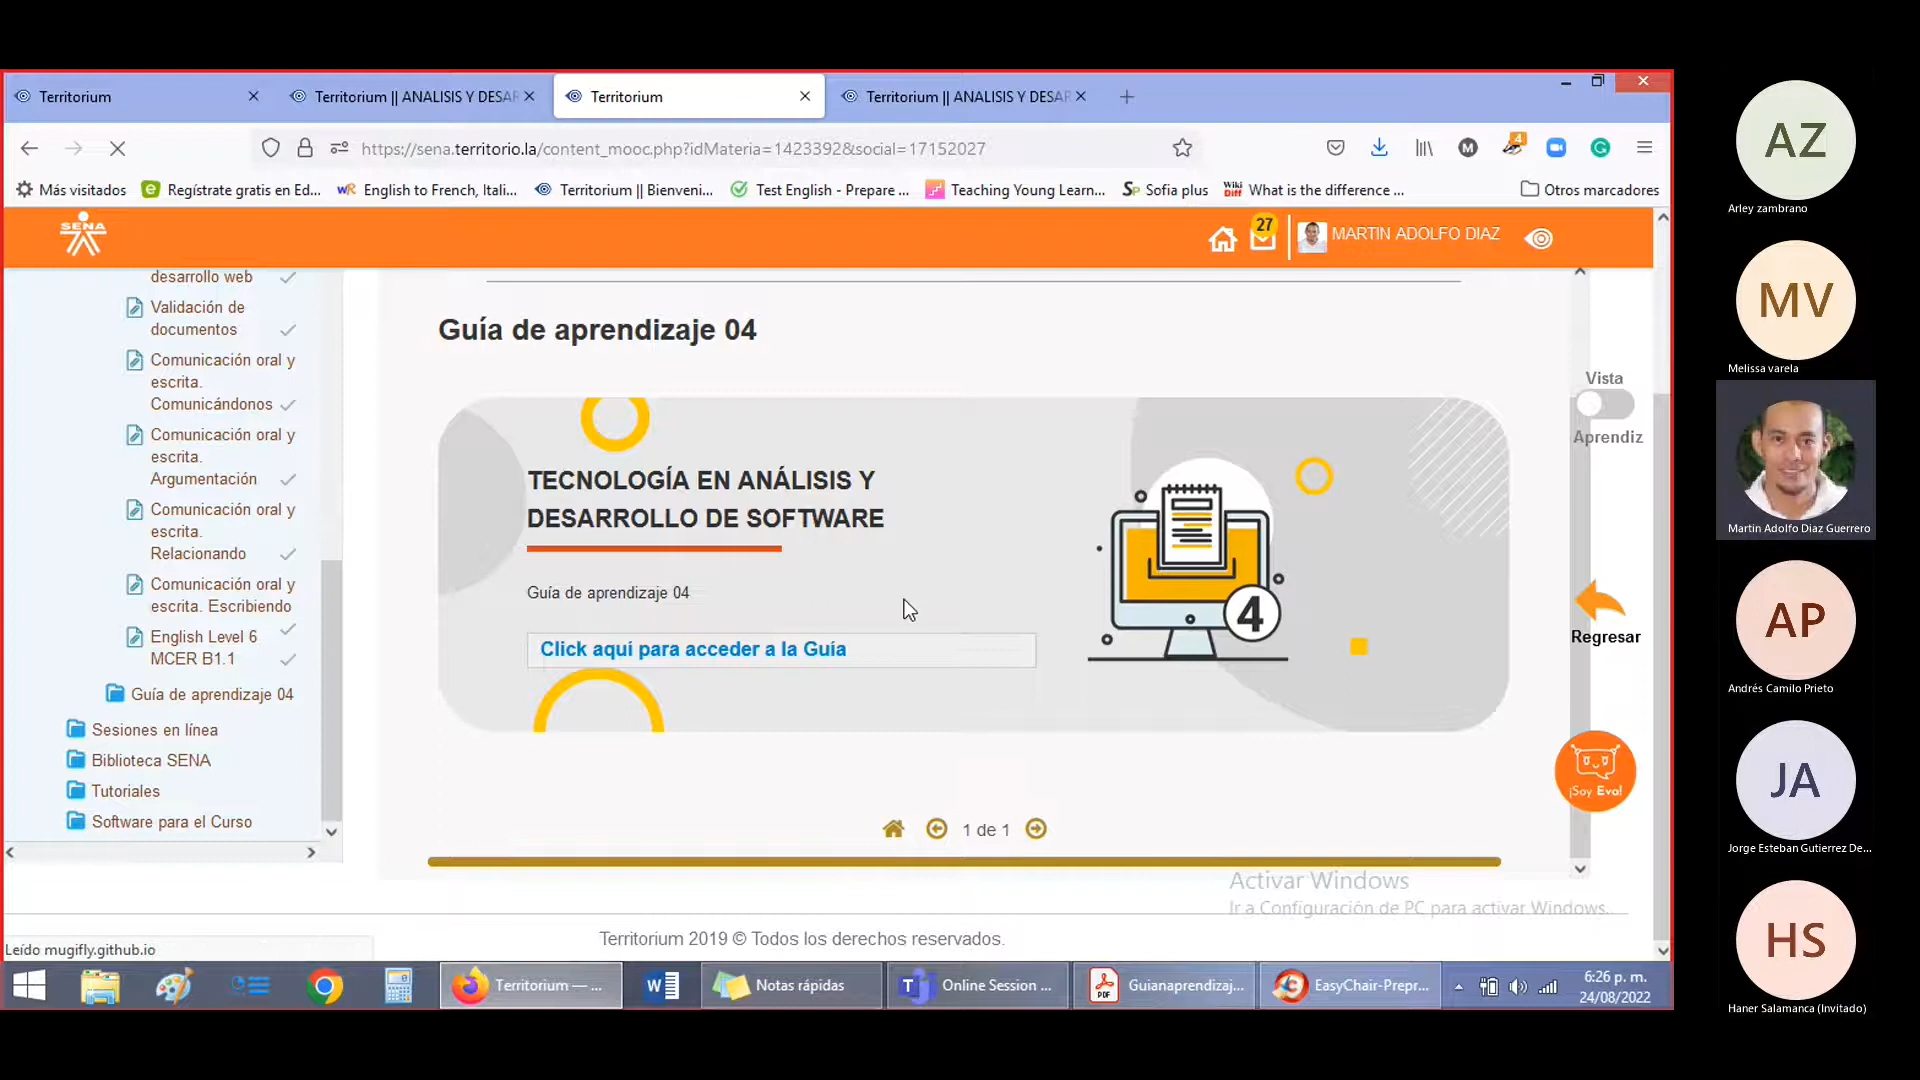 Territorium
Territorium || ANALISIS Y DESAR
Territorium
Territorium || ANALISIS Y DESAR
https://sena.territorio.la/content_mooc.php?idMateria=1423392&social=17152027
4
Más visitados
Regístrate gratis en Ed...
English to French, Itali...
Territorium || Bienveni...
Test English - Prepare ...
Teaching Young Learn...
Sofia plus
What is the difference ...
Otros marcadores
SENA
27
MARTIN ADOLFO DIAZ
desarrollo web
Validación de
documentos
Comunicación oral y
escrita.
Comunicándonos
Comunicación oral y
escrita.
Argumentación
Comunicación oral y
escrita.
Relacionando
Comunicación oral y
escrita. Escribiendo
English Level 6
MCER B1.1
Guía de aprendizaje 04
Sesiones en línea
Biblioteca SENA
Tutoriales
Software para el Curso
Guía de aprendizaje 04
TECNOLOGÍA EN ANÁLISIS Y
DESARROLLO DE SOFTWARE
Guía de aprendizaje 04
Click aquí para acceder a la Guía
4
1 de 1
Vista
Aprendiz
Regresar
¡Soy Evo!
Activar Windows
Ir a Configuración de PC para activar Windows.
Territorium 2019 © Todos los derechos reservados.
Leído mugifly.github.io
Territorium — ...
Notas rápidas
Online Session ...
PDF
Guianaprendizaj...
EasyChair-Prepr...
6:26 p. m.
24/08/2022
AZ
Arley zambrano
MV
Melissa varela
Martin Adolfo Diaz Guerrero
AP
Andrés Camilo Prieto
JA
Jorge Esteban Gutierrez De...
HS
Haner Salamanca (Invitado)